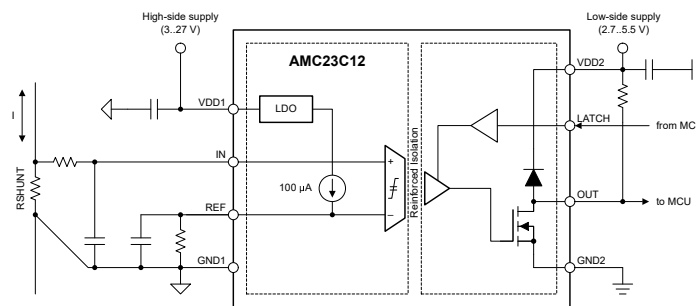 High-side supply
(3..27 V)
Low-side supply
(2.7..5.5 V)
AMC23C12
VDD1
LDO
VDD2
LATCH
from MC
I
IN
RSHUNT
100 µA
+
Reinforced Isolation
REF
–
OUT
to MCU
GND1
GND2